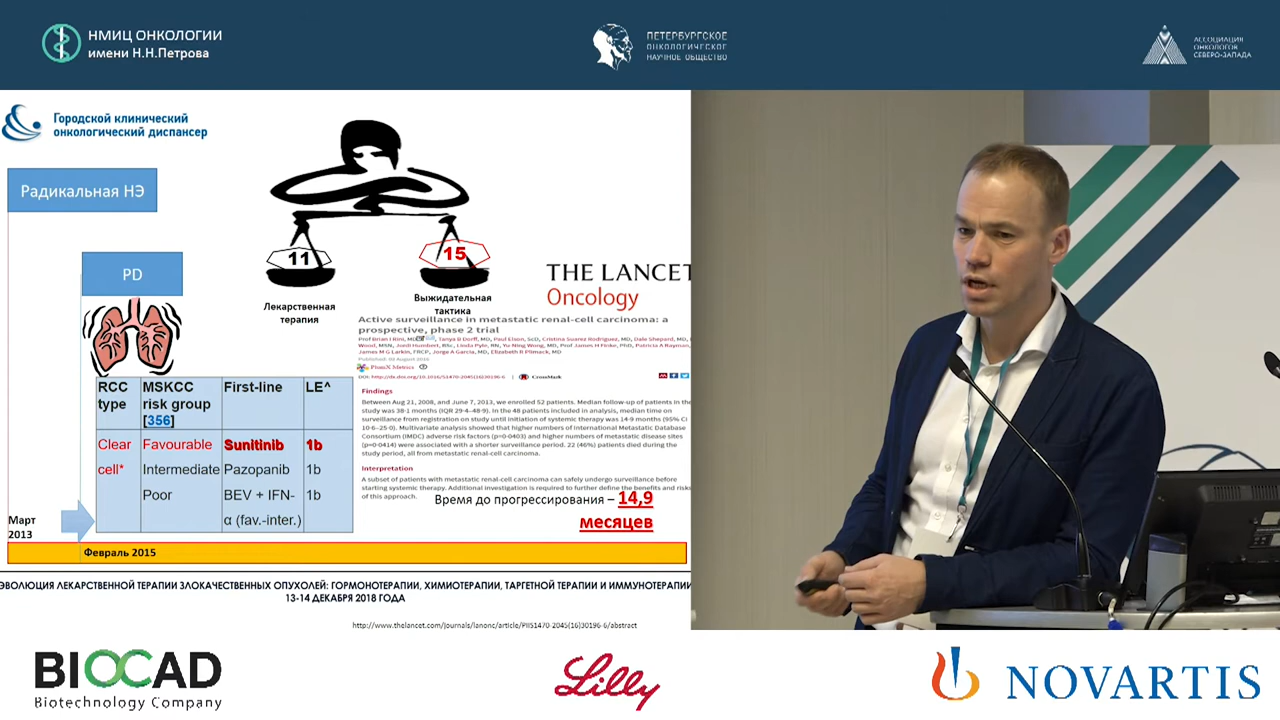 НМИЦ ОНКОЛОГИИ
имени Н.Н.Петрова
ПЕТЕРБУРГСКОЕ
ОНКОЛОГИЧЕСКОЕ
НАУЧНОЕ ОБЩЕСТВО
АССОЦИАЦИЯ
ОНКОЛОГОВ
СЕВЕРО-ЗАПАДА
Городской клинический
онкологический диспансер
Радикальная НЭ
PD
11
15
Лекарственная
терапия
Выжидательная
тактика
THE LANCET
Oncology
Active surveillance in metastatic renal-cell carcinoma: a
prospective, phase 2 trial
Prof Brian I Rini, MD, Tanya B Dorff, MD, Paul Elson, ScD, Cristina Suarez Rodriguez, MD, Dale Shepard, MD,
Wood, MSN, Jordi Humbert, BSc, Linda Pyle, RN, Yu-Ning Wong, MD, Prof James H Finke, PhD, Patricia A Rayman,
James M G Larkin, FRCP, Jorge A Garcia, MD, Elizabeth R Plimack, MD
Published: 03 August 2016
PlumX Metrics
DOI: http://dx.doi.org/10.1016/S1470-2045(16)30196-6 | CrossMark
Findings
Between Aug 21, 2008, and June 7, 2013, we enrolled 52 patients. Median follow-up of patients in the
study was 38·1 months (IQR 29·4–48·9). In the 48 patients included in analysis, median time on
surveillance from registration on study until initiation of systemic therapy was 14·9 months (95% CI
10·6–25·0). Multivariate analysis showed that higher numbers of International Metastatic Database
Consortium (IMDC) adverse risk factors (p=0·0403) and higher numbers of metastatic disease sites
(p=0·0414) were associated with a shorter surveillance period. 22 (46%) patients died during the
study period, all from metastatic renal-cell carcinoma.
Interpretation
A subset of patients with metastatic renal-cell carcinoma can safely undergo surveillance before
starting systemic therapy. Additional investigation is required to further define the benefits and risks
of this approach.
Время до прогрессирования – 14,9
месяцев
RCC MSKCC First-line LE^
type risk group
[356]
Clear Favourable Sunitinib 1b
cell* Intermediate Pazopanib 1b
Poor BEV + IFN- 1b
α (fav.-inter.)
Март
2013
Февраль 2015
ЭВОЛЮЦИЯ ЛЕКАРСТВЕННОЙ ТЕРАПИИ ЗЛОКАЧЕСТВЕННЫХ ОПУХОЛЕЙ: ГОРМОНОТЕРАПИИ, ХИМИОТЕРАПИИ, ТАРГЕТНОЙ ТЕРАПИИ И ИММУНОТЕРАПИИ
13-14 ДЕКАБРЯ 2018 ГОДА
http://www.thelancet.com/journals/lanonc/article/PIIS1470-2045(16)30196-6/abstract
BIOCAD
Biotechnology Company
Lilly
NOVARTIS